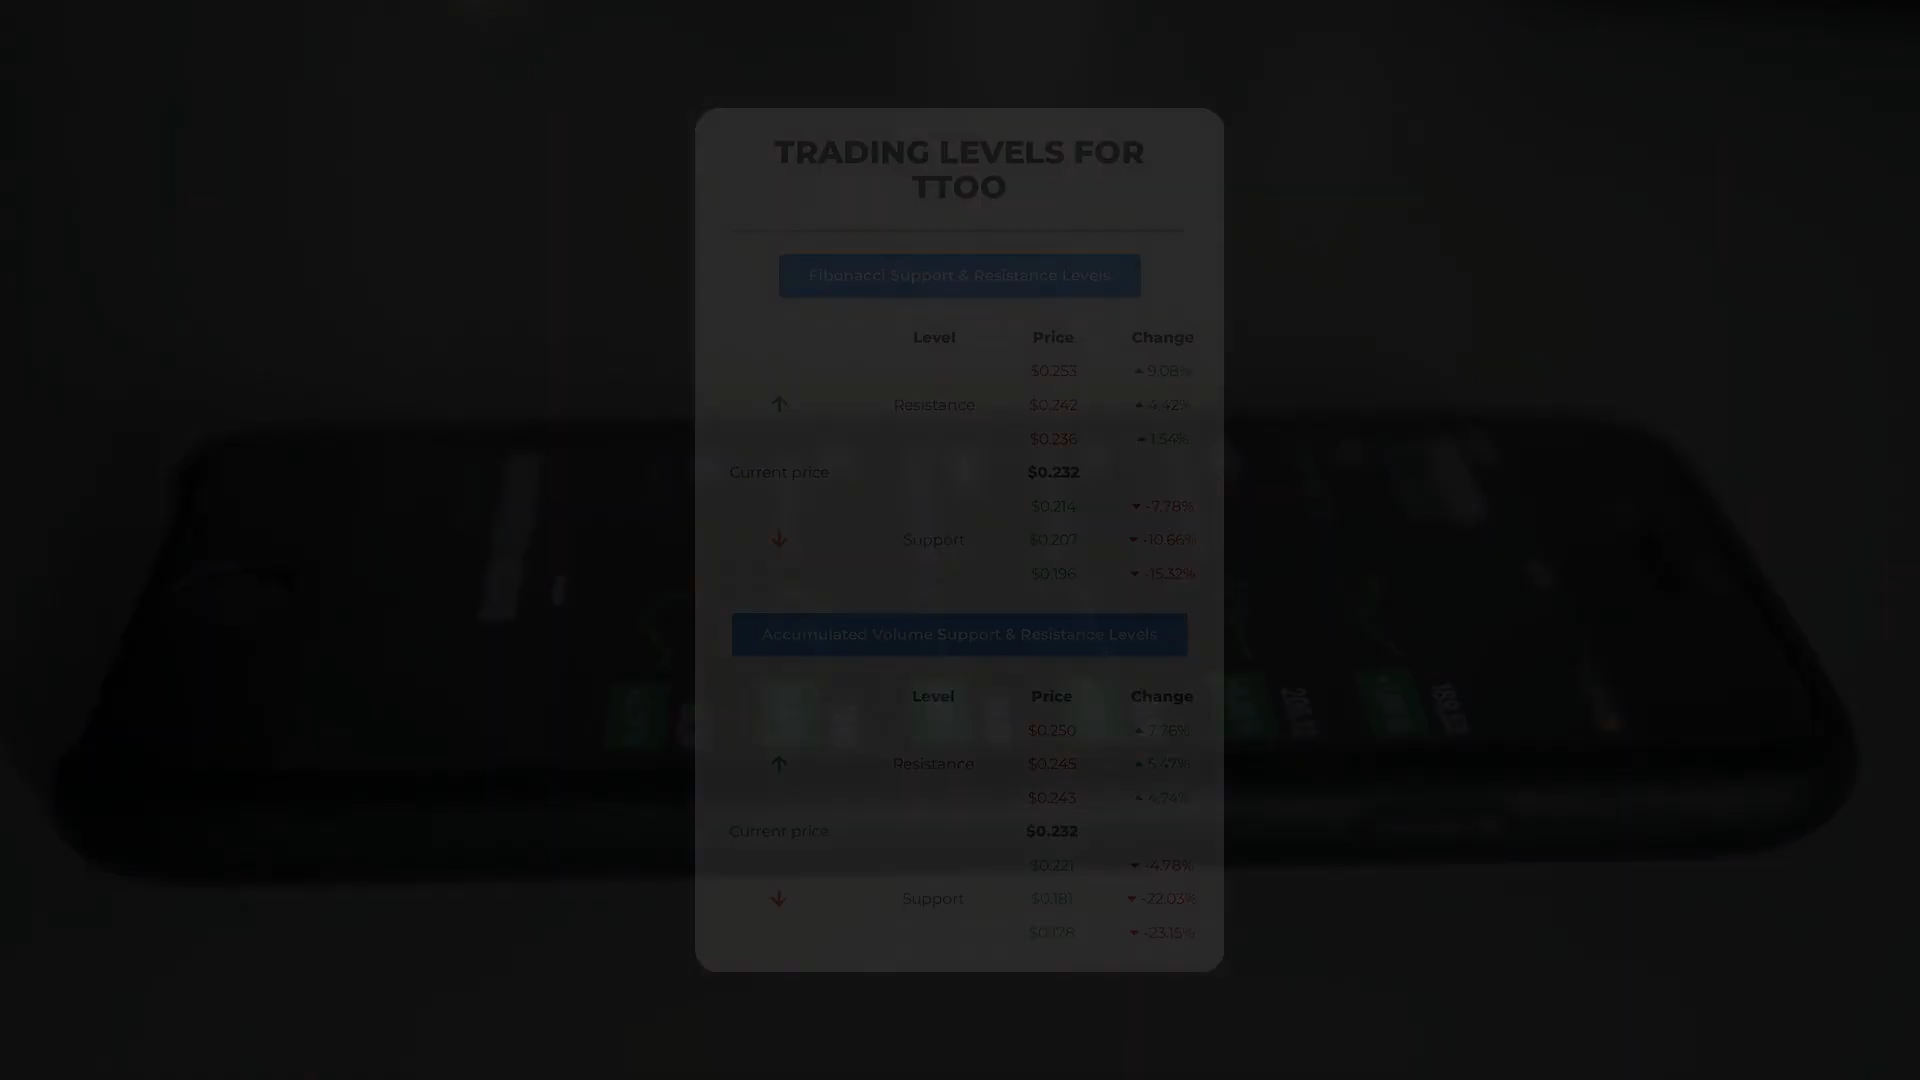 TRADING LEVELS FOR
TTOO
Fibonacci Support & Resistance Levels
Level Price Change
$0.253 9.08%
Resistance $0.242 4.42%
$0.236 1.54%
Current price $0.232
$0.214 -7.78%
Support $0.207 -10.66%
$0.196 -15.32%
Accumulated Volume Support & Resistance Levels
Level Price Change
$0.250 7.76%
Resistance $0.245 5.47%
$0.243 4.74%
Current price $0.232
$0.221 -4.78%
Support $0.181 -22.03%
$0.178 -23.15%